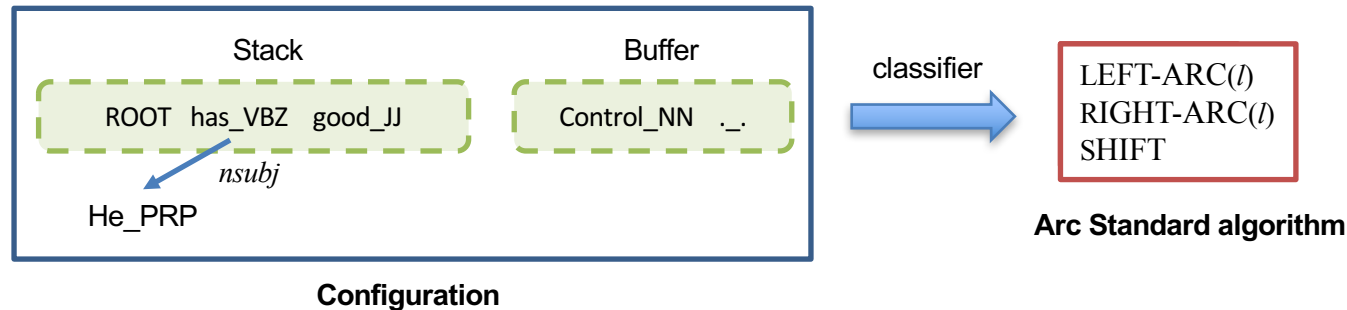 Stack
Buffer
ROOT has_VBZ good_JJ
Control_NN ._.
nsubj
He_PRP
Configuration
classifier
LEFT-ARC(l)
RIGHT-ARC(l)
SHIFT
Arc Standard algorithm